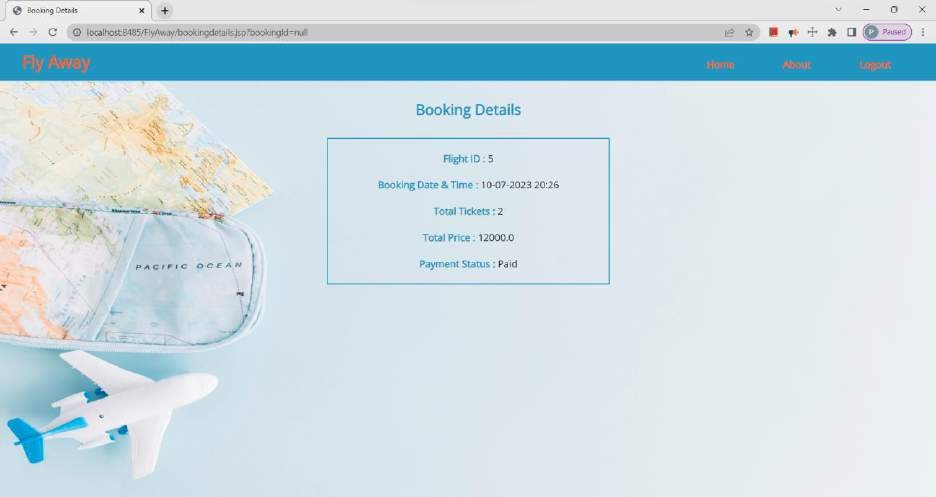 Booking Details
localhost:8485/FlyAway/bookingdetails.jsp?bookingId=null
P Paused
Fly Away
Home About Logout
Booking Details
Flight ID : 5
Booking Date & Time : 10-07-2023 20:26
Total Tickets : 2
Total Price : 12000.0
Payment Status : Paid
PACIFIC OCEAN